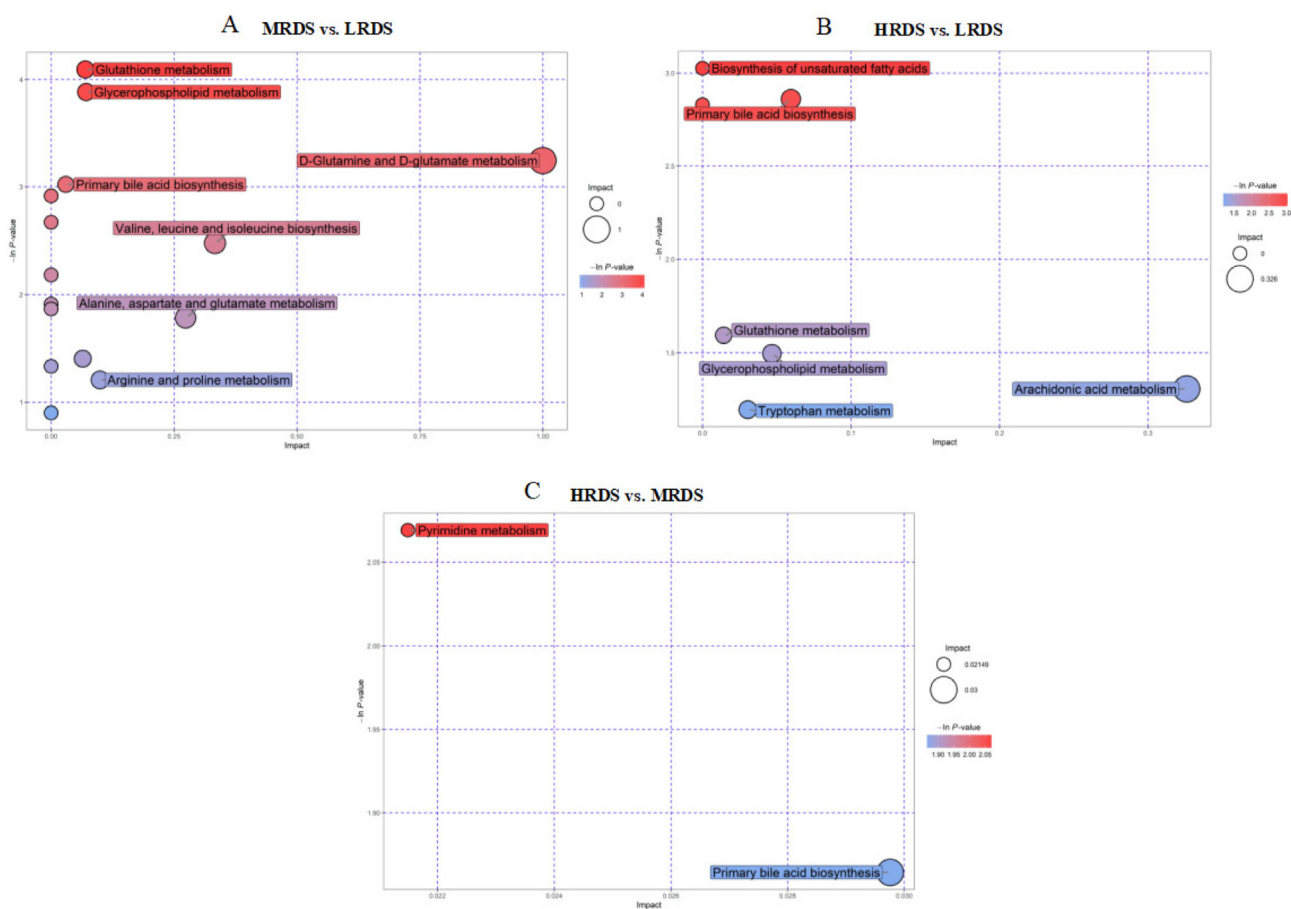 A MRDS vs. LRDS
Glutathione metabolism
Glycerophospholipid metabolism
D-Glutamine and D-glutamate metabolism
Primary bile acid biosynthesis
Valine, leucine and isoleucine biosynthesis
Alanine, aspartate and glutamate metabolism
Arginine and proline metabolism
−ln P-value
4
3
2
1
0.00 0.25 0.50 0.75 1.00
Impact
Impact
0
1
−ln P-value
1 2 3 4
B HRDS vs. LRDS
Biosynthesis of unsaturated fatty acids
Primary bile acid biosynthesis
Glutathione metabolism
Glycerophospholipid metabolism
Arachidonic acid metabolism
Tryptophan metabolism
−ln P-value
3.0
2.5
2.0
1.5
0.0 0.1 0.2 0.3
Impact
−ln P-value
1.5 2.0 2.5 3.0
Impact
0
0.326
C HRDS vs. MRDS
Pyrimidine metabolism
Primary bile acid biosynthesis
−ln P-value
2.05
2.00
1.95
1.90
0.022 0.024 0.026 0.028 0.030
Impact
Impact
0.02149
0.03
−ln P-value
1.90 1.95 2.00 2.05